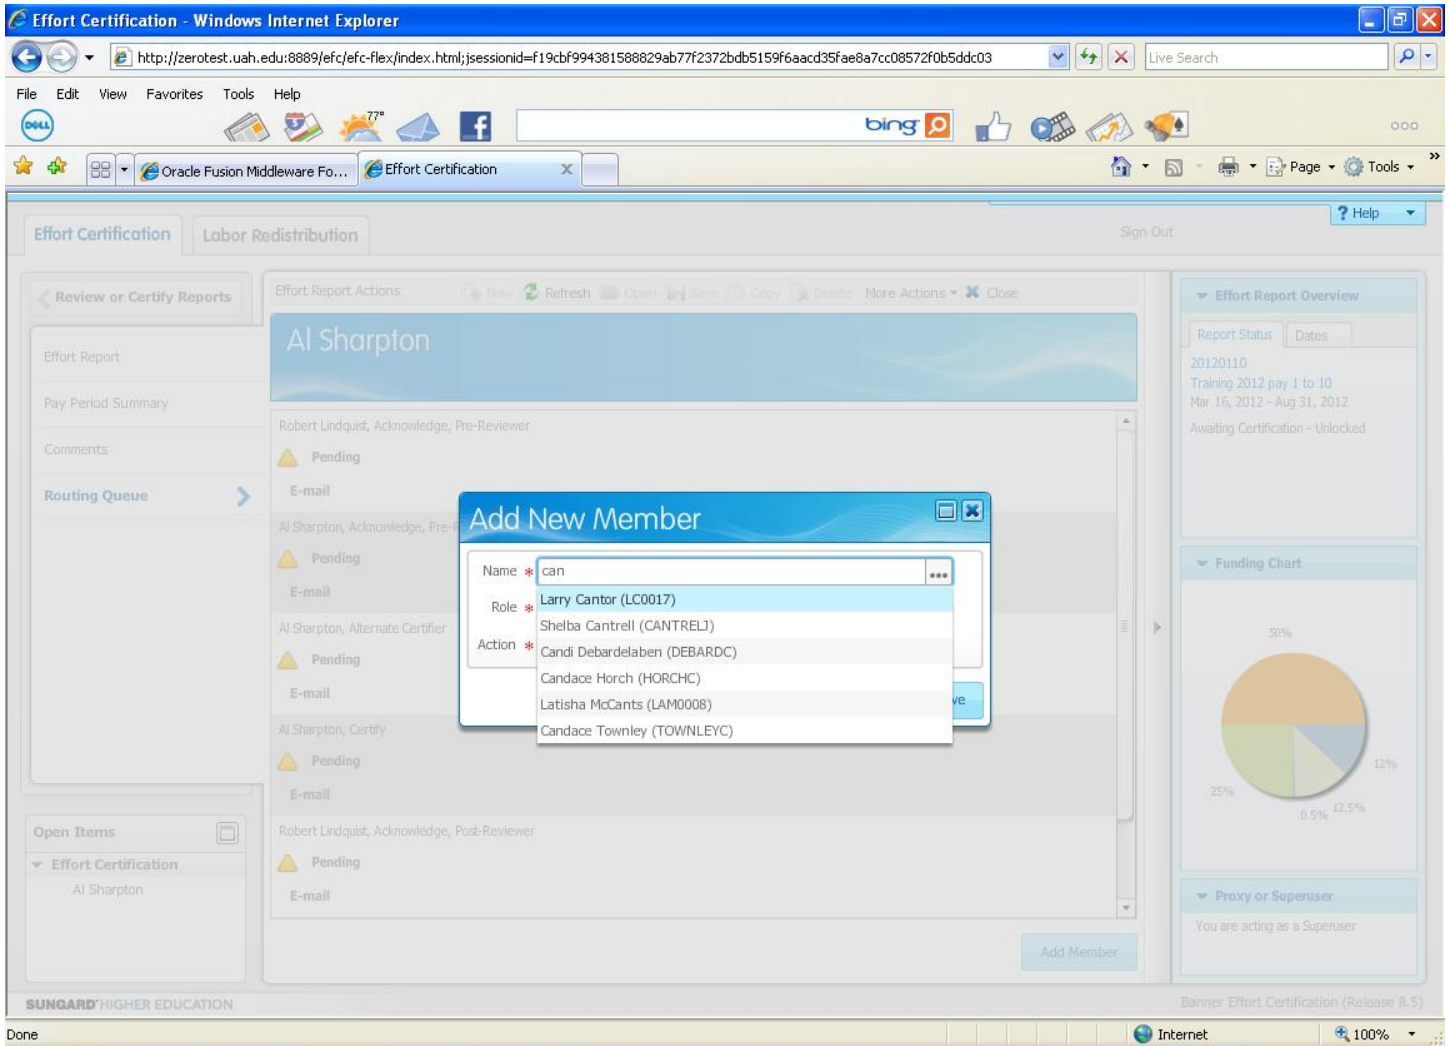 Effort Certification - Windows Internet Explorer
http://zerotest.uah.edu:8889/efc/efc-flex/index.html;jsessionid=f19cbf994381588829ab77f2372bdb5159f6aacd35fae8a7cc08572f0b5ddc03
Live Search
File Edit View Favorites Tools Help
DELL
77°
bing
Oracle Fusion Middleware Fo...
Effort Certification
Page
Tools
Effort Certification
Labor Redistribution
Sign Out
? Help
Review or Certify Reports
Effort Report
Pay Period Summary
Comments
Routing Queue
Open Items
Effort Certification
Al Sharpton
Effort Report Actions
New Refresh Open Save Copy Delete More Actions Close
Al Sharpton
Robert Lindquist, Acknowledge, Pre-Reviewer
Pending
E-mail
Al Sharpton, Acknowledge, Pre-R
Pending
E-mail
Al Sharpton, Alternate Certifier
Pending
E-mail
Al Sharpton, Certify
Pending
E-mail
Robert Lindquist, Acknowledge, Post-Reviewer
Pending
E-mail
Add Member
Add New Member
Name * can
Role *
Action *
Larry Cantor (LC0017)
Shelba Cantrell (CANTRELJ)
Candi Debardelaben (DEBARDC)
Candace Horch (HORCHC)
Latisha McCants (LAM0008)
Candace Townley (TOWNLEYC)
ve
Effort Report Overview
Report Status Dates
20120110
Training 2012 pay 1 to 10
Mar 16, 2012 - Aug 31, 2012
Awaiting Certification - Unlocked
Funding Chart
50%
12%
12.5%
0.5%
25%
Proxy or Superuser
You are acting as a Superuser
SUNGARD HIGHER EDUCATION
Banner Effort Certification (Release 8.5)
Done
Internet
100%